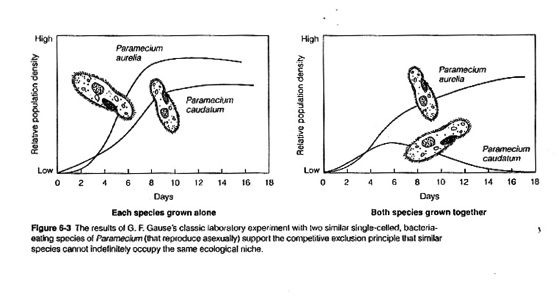 High
Paramecium
aurelia
Paramecium
caudatum
Relative population density
Low
0 2 4 6 8 10 12 14 16 18
Days
Each species grown alone
High
Paramecium
aurelia
Paramecium
caudatum
Relative population density
Low
0 2 4 6 8 10 12 14 16 18
Days
Both species grown together
Figure 6-3 The results of G. F. Gause's classic laboratory experiment with two similar single-celled, bacteria-
eating species of Paramecium (that reproduce asexually) support the competitive exclusion principle that similar
species cannot indefinitely occupy the same ecological niche.